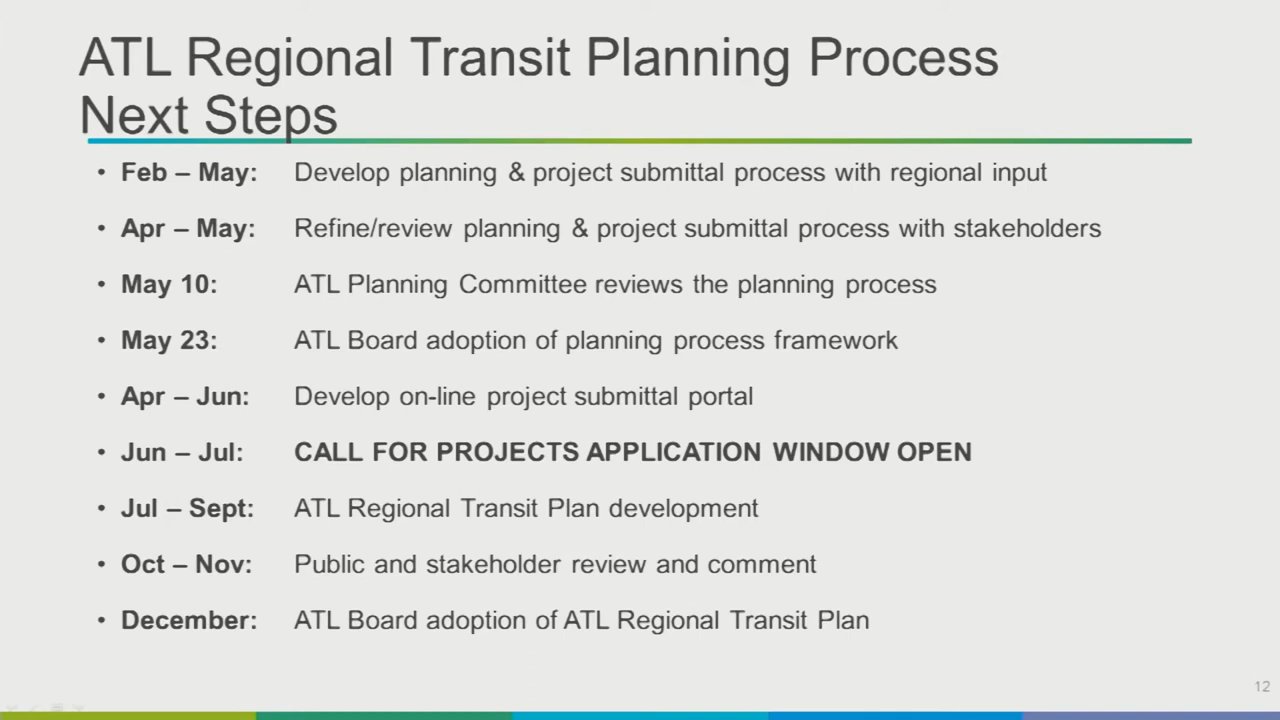 ATL Regional Transit Planning Process
Next Steps
• Feb – May: Develop planning & project submittal process with regional input
• Apr – May: Refine/review planning & project submittal process with stakeholders
• May 10: ATL Planning Committee reviews the planning process
• May 23: ATL Board adoption of planning process framework
• Apr – Jun: Develop on-line project submittal portal
• Jun – Jul: CALL FOR PROJECTS APPLICATION WINDOW OPEN
• Jul – Sept: ATL Regional Transit Plan development
• Oct – Nov: Public and stakeholder review and comment
• December: ATL Board adoption of ATL Regional Transit Plan
12